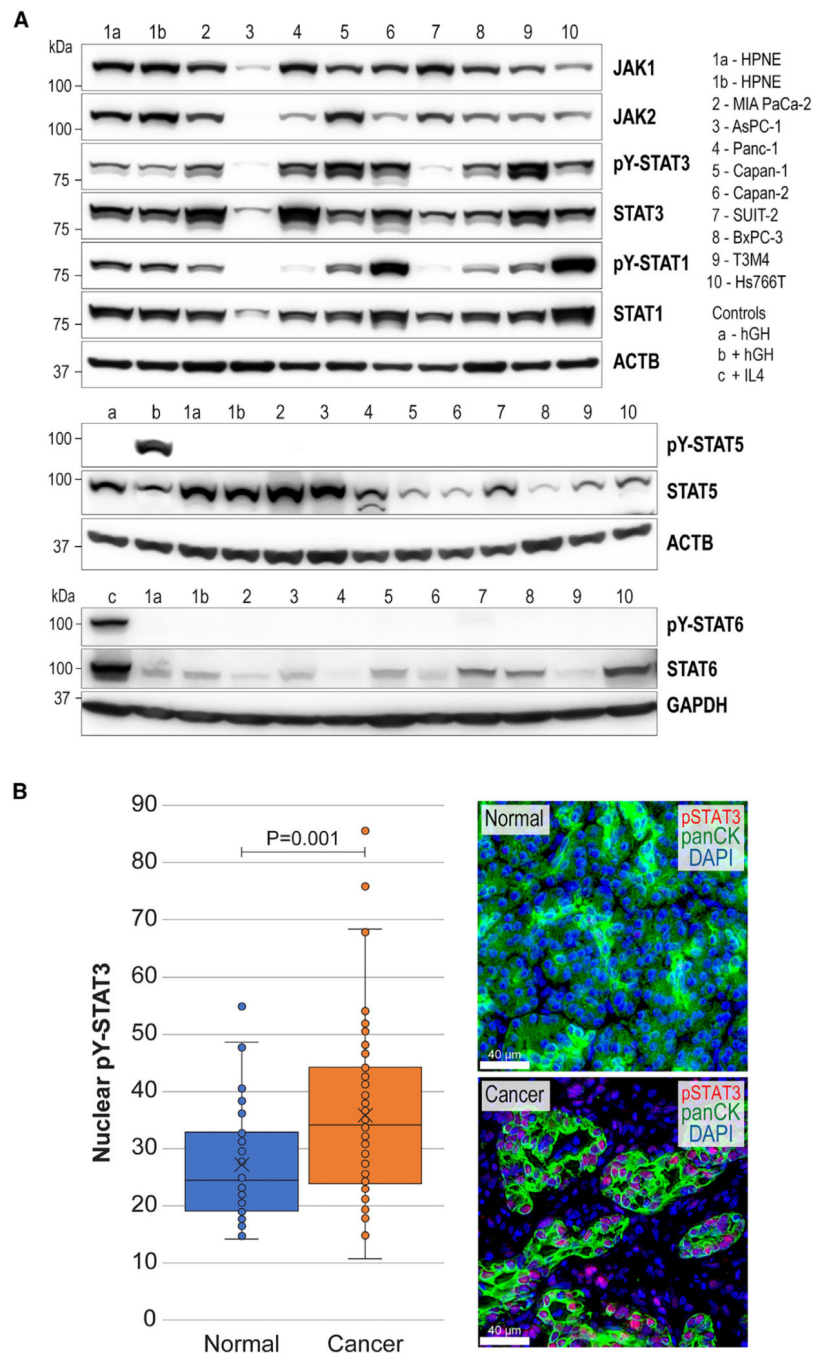 A
kDa 1a 1b 2 3 4 5 6 7 8 9 10
100 JAK1
100 JAK2
75 pY-STAT3
75 STAT3
75 pY-STAT1
75 STAT1
37 ACTB
1a - HPNE
1b - HPNE
2 - MIA PaCa-2
3 - AsPC-1
4 - Panc-1
5 - Capan-1
6 - Capan-2
7 - SUIT-2
8 - BxPC-3
9 - T3M4
10 - Hs766T
Controls
a - hGH
b + hGH
c + IL4
a b 1a 1b 2 3 4 5 6 7 8 9 10
100 pY-STAT5
100 STAT5
37 ACTB
kDa c 1a 1b 2 3 4 5 6 7 8 9 10
100 pY-STAT6
100 STAT6
37 GAPDH
B
Nuclear pY-STAT3
90
80
70
60
50
40
30
20
10
0
P=0.001
Normal Cancer
Normal
pSTAT3
panCK
DAPI
40 µm
Cancer
pSTAT3
panCK
DAPI
40 µm